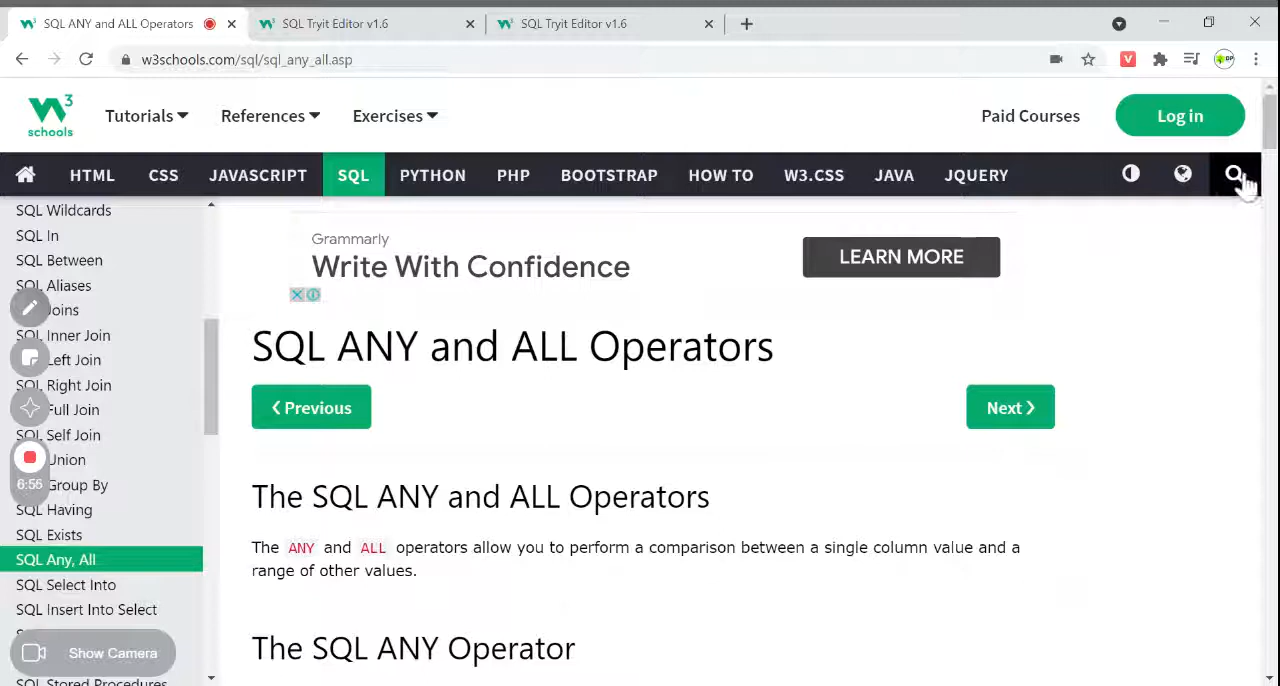 SQL ANY and ALL Operators
SQL Tryit Editor v1.6
SQL Tryit Editor v1.6
w3schools.com/sql/sql_any_all.asp
V
DP
W3
schools
Tutorials
References
Exercises
Paid Courses
Log in
HTML
CSS
JAVASCRIPT
SQL
PYTHON
PHP
BOOTSTRAP
HOW TO
W3.CSS
JAVA
JQUERY
SQL Wildcards
SQL In
SQL Between
SQL Aliases
Joins
SQL Inner Join
Left Join
SQL Right Join
Full Join
SQL Self Join
Union
Group By
SQL Having
SQL Exists
SQL Any, All
SQL Select Into
SQL Insert Into Select
SQL Stored Procedures
6:56
Show Camera
Grammarly
Write With Confidence
LEARN MORE
SQL ANY and ALL Operators
❮ Previous
Next ❯
The SQL ANY and ALL Operators
The ANY and ALL operators allow you to perform a comparison between a single column value and a
range of other values.
The SQL ANY Operator